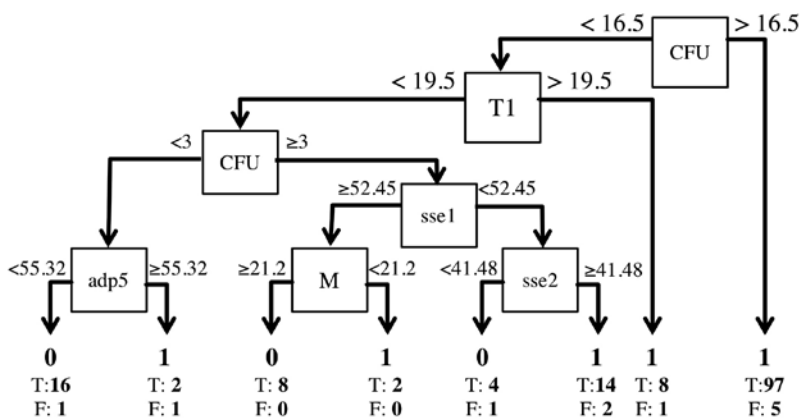 < 16.5 CFU > 16.5
< 19.5 T1 > 19.5
<3 CFU ≥3
≥52.45 sse1 <52.45
<55.32 adp5 ≥55.32 ≥21.2 M <21.2 <41.48 sse2 ≥41.48
0 1 0 1 0 1 1 1
T:16 T: 2 T: 8 T: 2 T: 4 T:14 T: 8 T:97
F: 1 F: 1 F: 0 F: 0 F: 1 F: 2 F: 1 F: 5